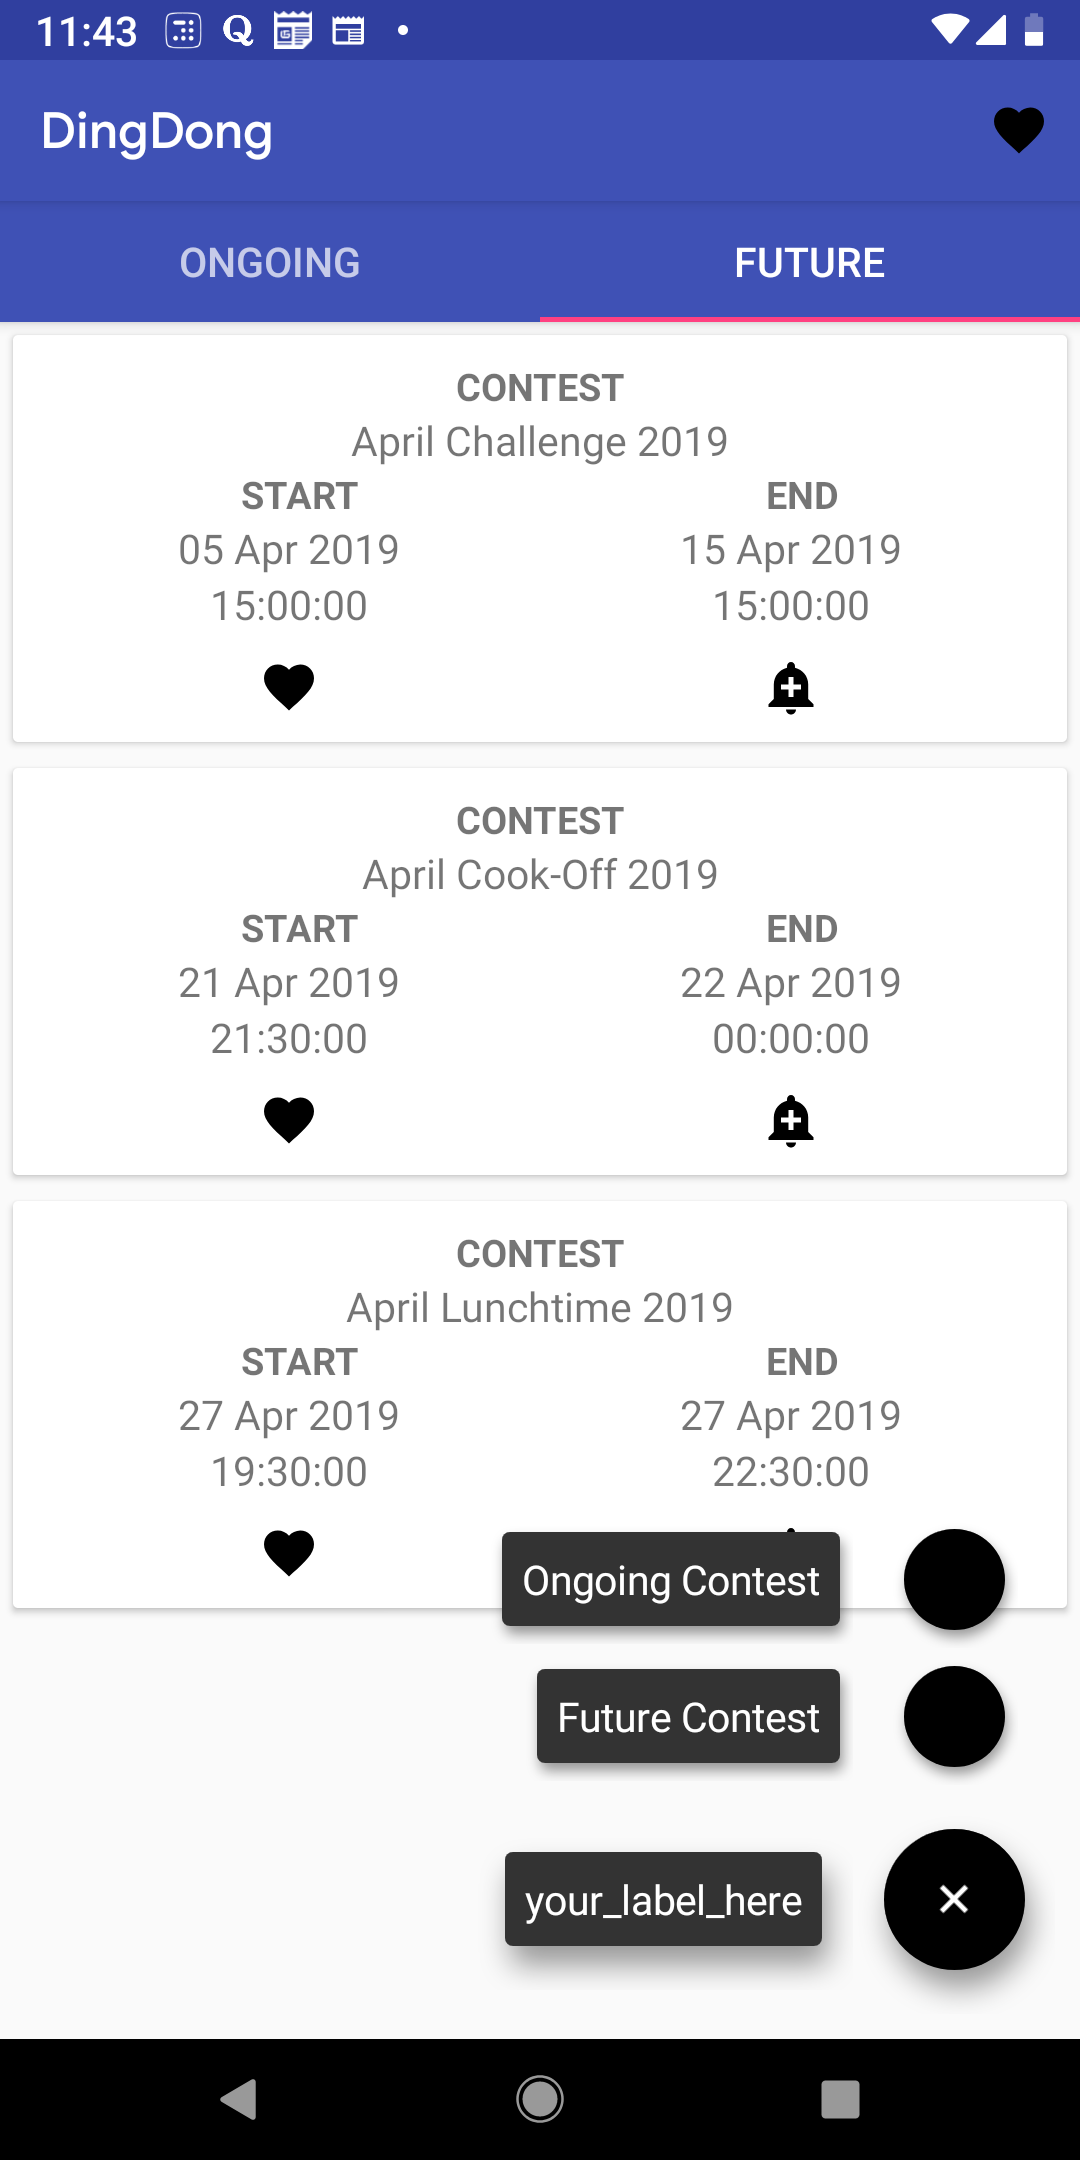 11:43
DingDong
ONGOING FUTURE
CONTEST
April Challenge 2019
START END
05 Apr 2019 15 Apr 2019
15:00:00 15:00:00
CONTEST
April Cook-Off 2019
START END
21 Apr 2019 22 Apr 2019
21:30:00 00:00:00
CONTEST
April Lunchtime 2019
START END
27 Apr 2019 27 Apr 2019
19:30:00 22:30:00
Ongoing Contest
Future Contest
your_label_here